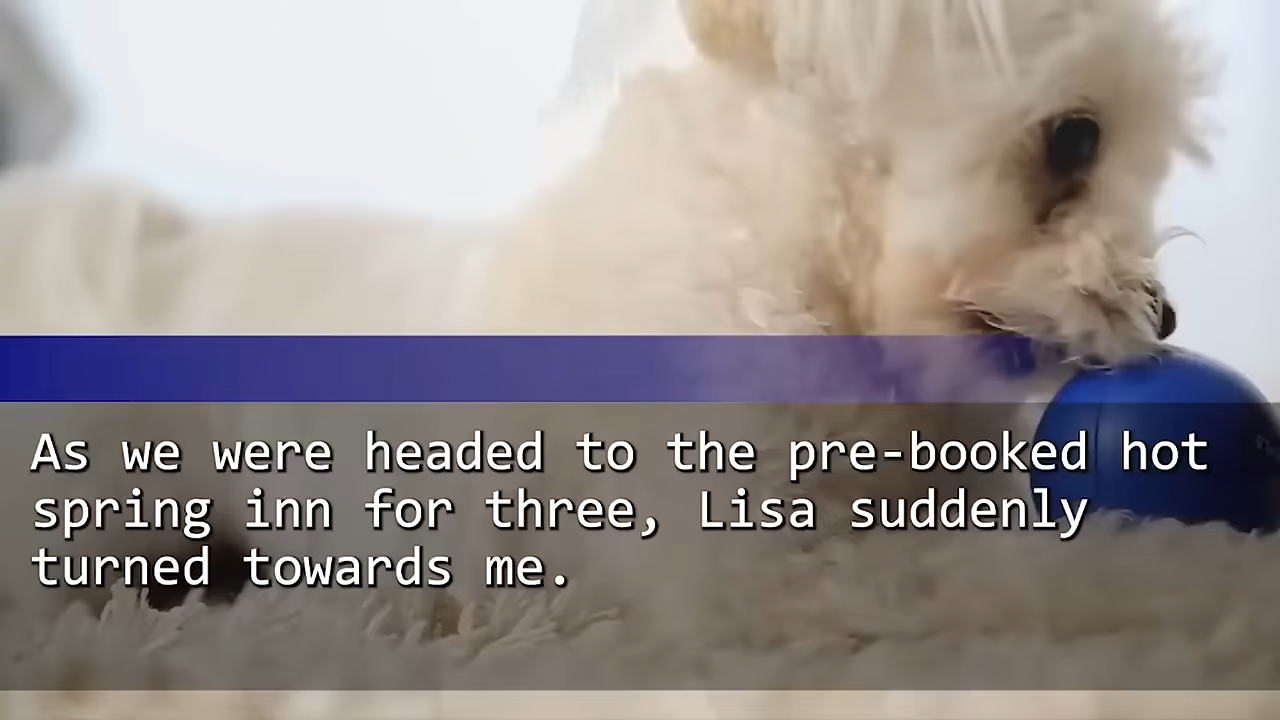 As we were headed to the pre-booked hot
spring inn for three, Lisa suddenly
turned towards me.